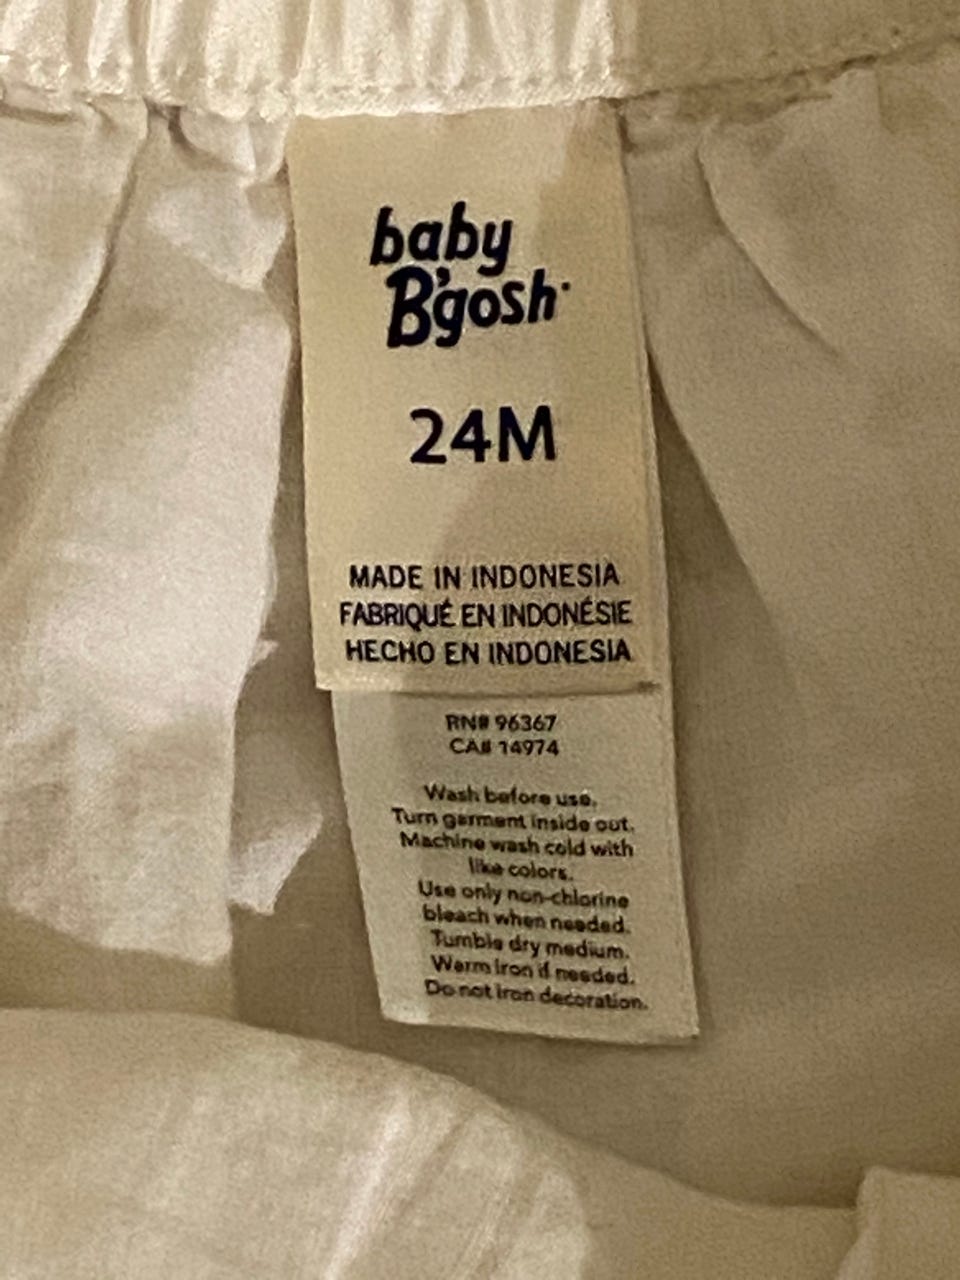 baby
B'gosh
24M
MADE IN INDONESIA
FABRIQUÉ EN INDONÉSIE
HECHO EN INDONESIA
RN# 96367
CA# 14974
Wash before use.
Turn garment inside out.
Machine wash cold with
like colors.
Use only non-chlorine
bleach when needed.
Tumble dry medium.
Warm iron if needed.
Do not iron decoration.